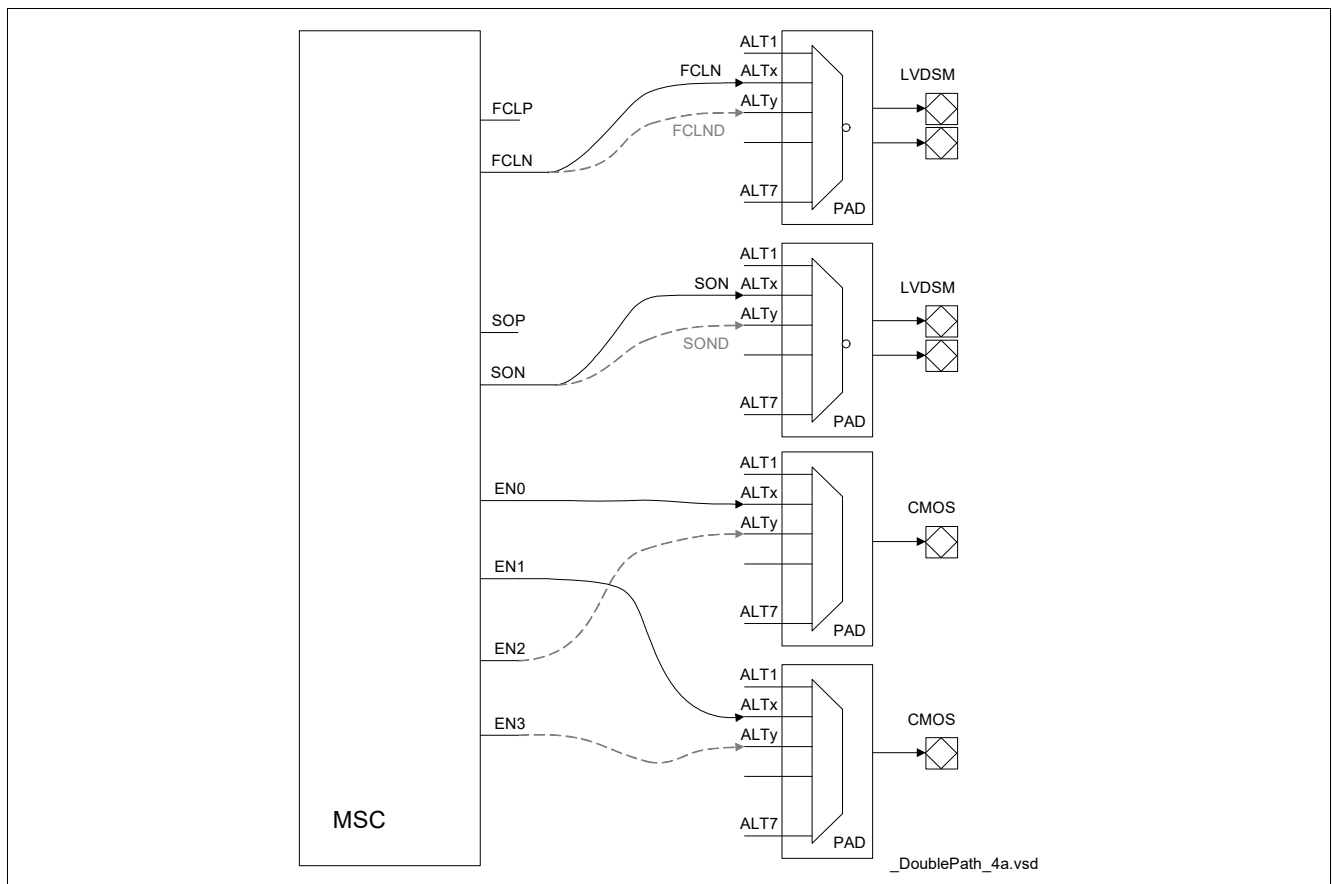 ALT1
FCLN ALTx
LVDSM
FCLP
ALTy
FCLND
FCLN
ALT7
PAD
ALT1
SON ALTx
LVDSM
SOP
ALTy
SOND
SON
ALT7
PAD
ALT1
EN0
ALTx
CMOS
ALTy
EN1
ALT7
PAD
EN2
ALT1
ALTx
EN3
CMOS
ALTy
MSC
ALT7
PAD
_DoublePath_4a.vsd